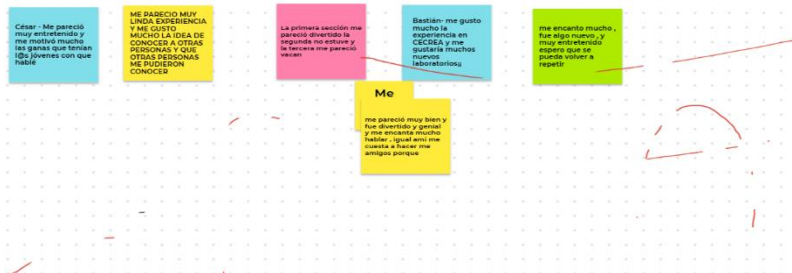 César - Me pareció
muy entretenido y
me motivó mucho
las ganas que tenían
l@s jóvenes con que
hablé
ME PARECIO MUY
LINDA EXPERIENCIA
Y ME GUSTO
MUCHO LA IDEA DE
CONOCER A OTRAS
PERSONAS Y QUE
OTRAS PERSONAS
ME PUDIERON
CONOCER
La primera sección me
pareció divertido la
segunda no estuve y
la tercera me pareció
vacan
Bastián- me gusto
mucho la
experiencia en
CECREA y me
gustaría muchos
nuevos
laboratorios¡¡
me encanto mucho ,
fue algo nuevo , y
muy entretenido
espero que se
pueda volver a
repetir
Me
me pareció muy bien y
fue divertido y genial
y me encanta mucho
hablar , igual ami me
cuesta a hacer me
amigos porque